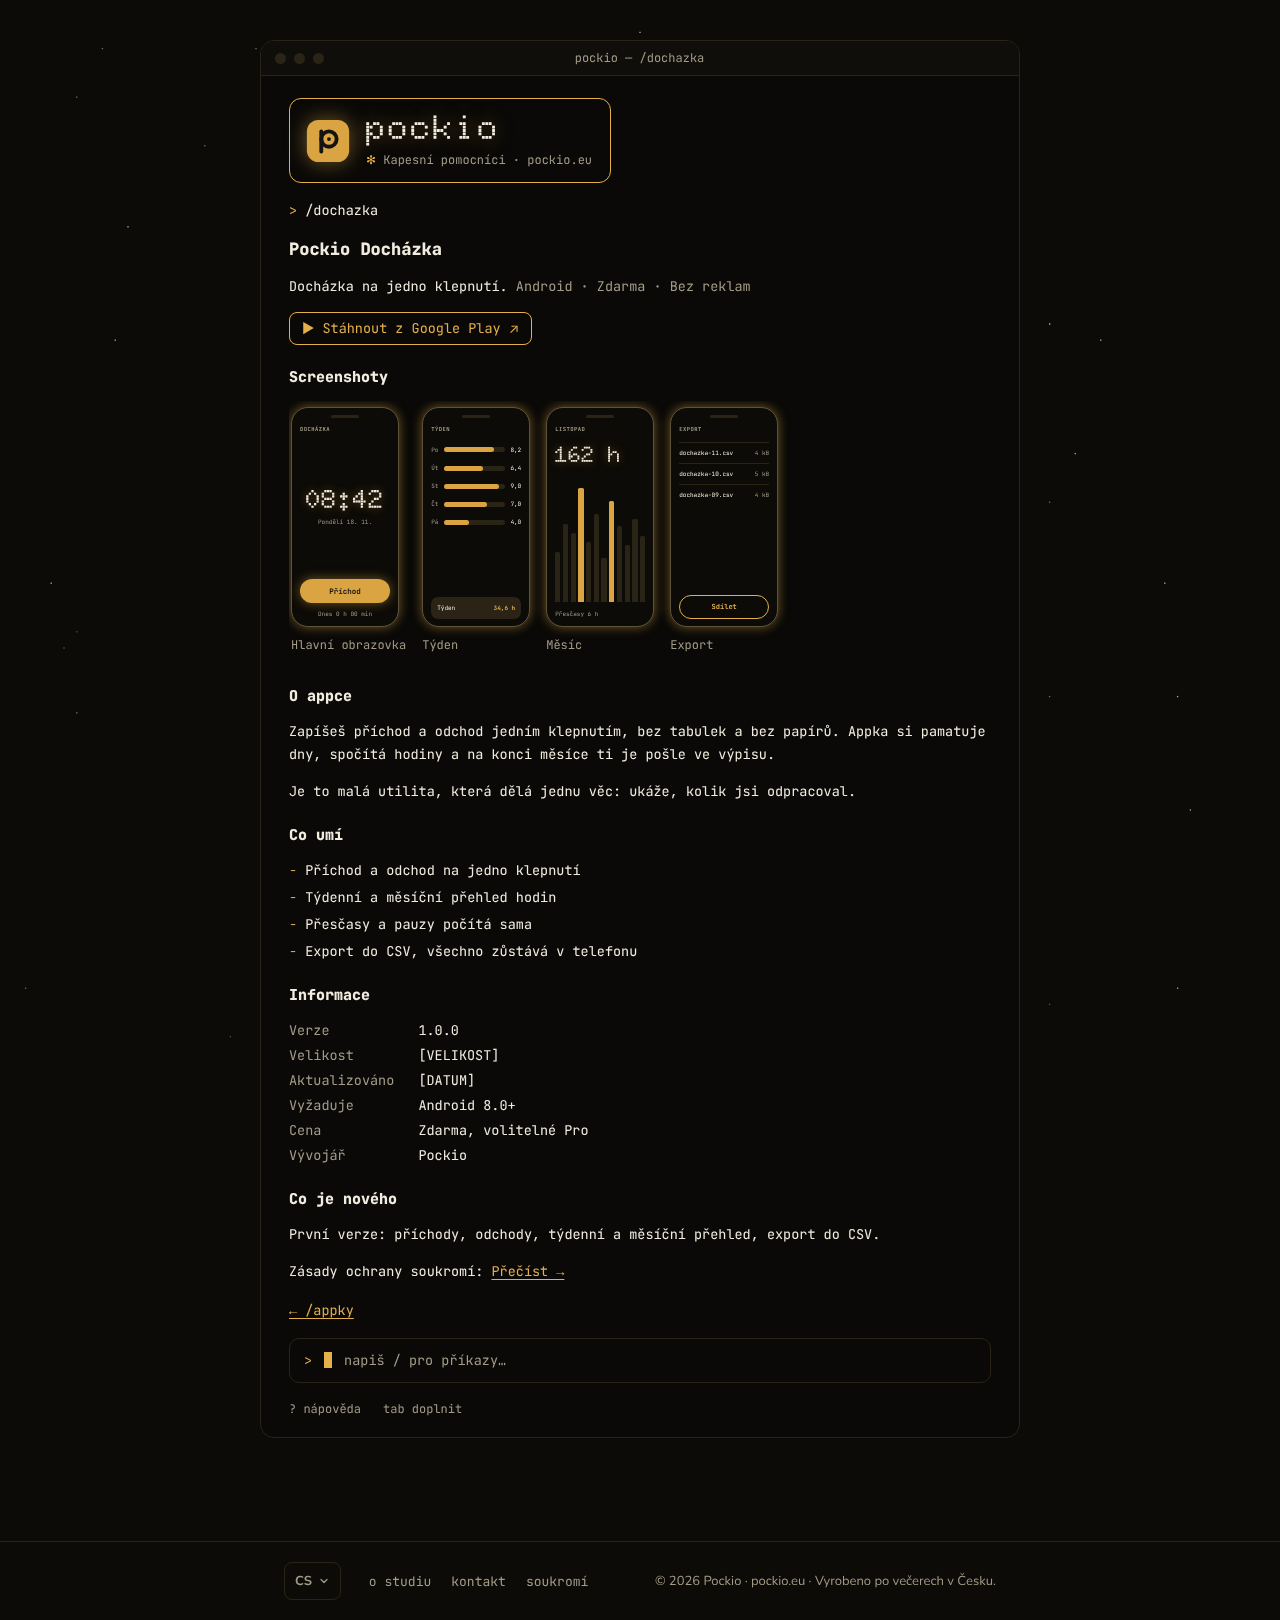 pockio — /dochazka
p pockio
✻ Kapesní pomocníci · pockio.eu
> /dochazka
Pockio Docházka
Docházka na jedno klepnutí. Android · Zdarma · Bez reklam
▶ Stáhnout z Google Play ↗
Screenshoty
DOCHÁZKA
08:42
Pondělí 18. 11.
Příchod
Dnes 0 h 00 min
TÝDEN
Po 8,2
Út 6,4
St 9,0
Čt 7,0
Pá 4,0
Týden 34,6 h
LISTOPAD
162 h
Přesčasy 6 h
EXPORT
dochazka-11.csv 4 kB
dochazka-10.csv 5 kB
dochazka-09.csv 4 kB
Sdílet
Hlavní obrazovka Týden Měsíc Export
O appce
Zapíšeš příchod a odchod jedním klepnutím, bez tabulek a bez papírů. Appka si pamatuje
dny, spočítá hodiny a na konci měsíce ti je pošle ve výpisu.
Je to malá utilita, která dělá jednu věc: ukáže, kolik jsi odpracoval.
Co umí
- Příchod a odchod na jedno klepnutí
- Týdenní a měsíční přehled hodin
- Přesčasy a pauzy počítá sama
- Export do CSV, všechno zůstává v telefonu
Informace
Verze 1.0.0
Velikost [VELIKOST]
Aktualizováno [DATUM]
Vyžaduje Android 8.0+
Cena Zdarma, volitelné Pro
Vývojář Pockio
Co je nového
První verze: příchody, odchody, týdenní a měsíční přehled, export do CSV.
Zásady ochrany soukromí: Přečíst →
← /appky
> napiš / pro příkazy…
? nápověda tab doplnit
CS o studiu kontakt soukromí © 2026 Pockio · pockio.eu · Vyrobeno po večerech v Česku.